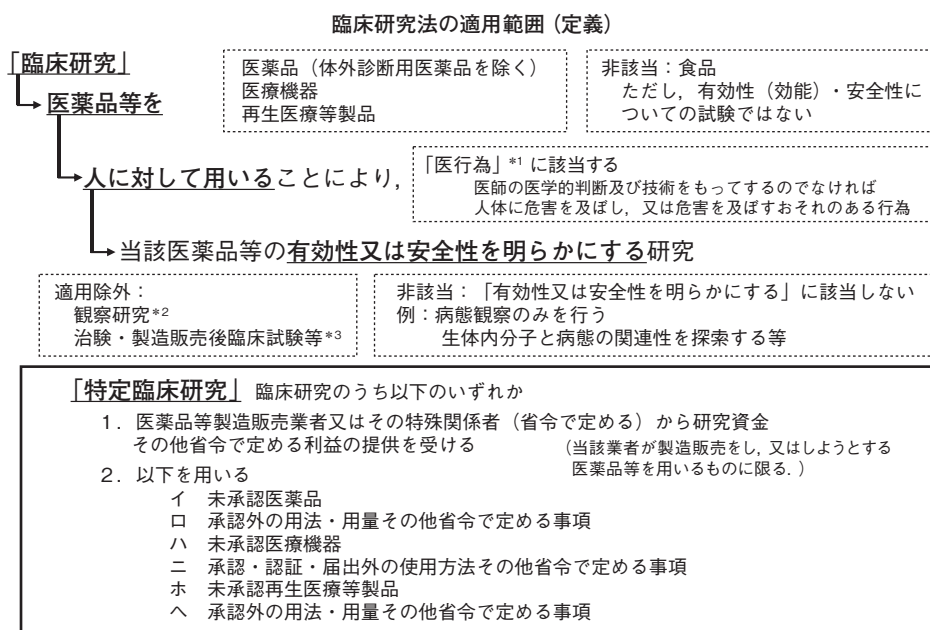 臨床研究法の適用範囲（定義）
「臨床研究」
医薬品等を
医薬品（体外診断用医薬品を除く）
医療機器
再生医療等製品
非該当：食品
ただし，有効性（効能）・安全性に
ついての試験ではない
人に対して用いることにより，
「医行為」*1 に該当する
医師の医学的判断及び技術をもってするのでなければ
人体に危害を及ぼし，又は危害を及ぼすおそれのある行為
当該医薬品等の有効性又は安全性を明らかにする研究
適用除外：
観察研究*2
治験・製造販売後臨床試験等*3
非該当：「有効性又は安全性を明らかにする」に該当しない
例：病態観察のみを行う
生体内分子と病態の関連性を探索する等
「特定臨床研究」 臨床研究のうち以下のいずれか
1．医薬品等製造販売業者又はその特殊関係者（省令で定める）から研究資金
その他省令で定める利益の提供を受ける
（当該業者が製造販売をし，又はしようとする
医薬品等を用いるものに限る．）
2．以下を用いる
イ 未承認医薬品
ロ 承認外の用法・用量その他省令で定める事項
ハ 未承認医療機器
ニ 承認・認証・届出外の使用方法その他省令で定める事項
ホ 未承認再生医療等製品
ヘ 承認外の用法・用量その他省令で定める事項